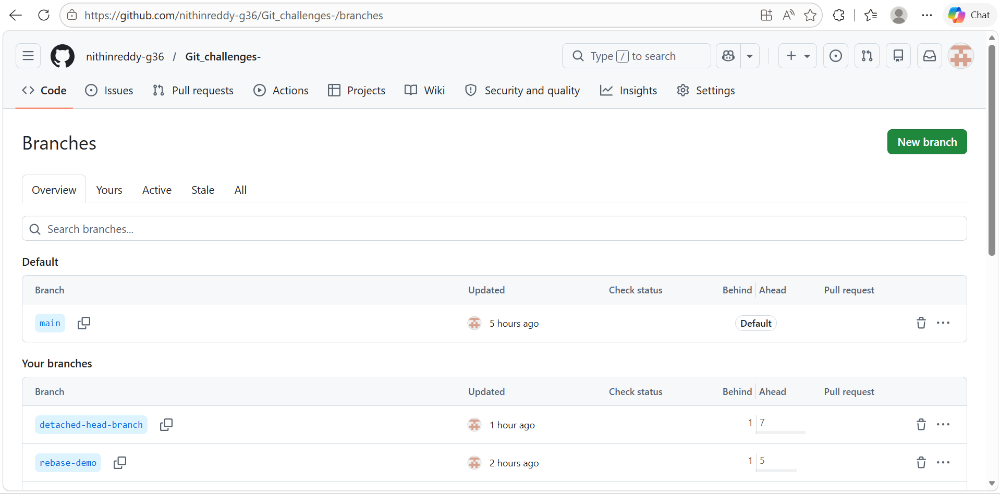 https://github.com/nithinreddy-g36/Git_challenges-/branches
Chat
nithinreddy-g36 / Git_challenges-
Type / to search
Code Issues Pull requests Actions Projects Wiki Security and quality Insights Settings
Branches
New branch
Overview Yours Active Stale All
Search branches...
Default
Branch Updated Check status Behind Ahead Pull request
main 5 hours ago Default
Your branches
Branch Updated Check status Behind Ahead Pull request
detached-head-branch 1 hour ago 1 7
rebase-demo 2 hours ago 1 5